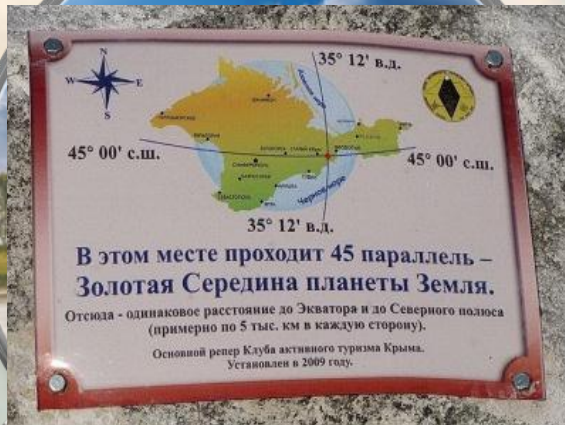 N
W
E
S
35° 12' в.д.
45° 00' с.ш.
45° 00' с.ш.
Черное море
35° 12' в.д.
В этом месте проходит 45 параллель –
Золотая Середина планеты Земля.
Отсюда - одинаковое расстояние до Экватора и до Северного полюса
(примерно по 5 тыс. км в каждую сторону).
Основной репер Клуба активного туризма Крыма.
Установлен в 2009 году.